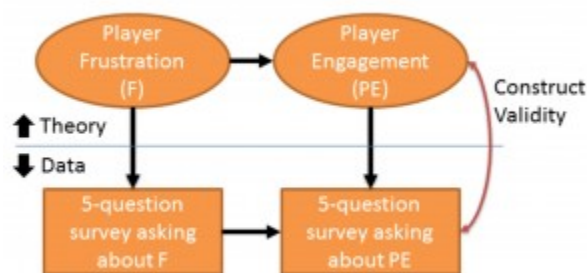 Player
Frustration
(F)
Player
Engagement
(PE)
Construct
Validity
Theory
Data
5-question
survey asking
about F
5-question
survey asking
about PE